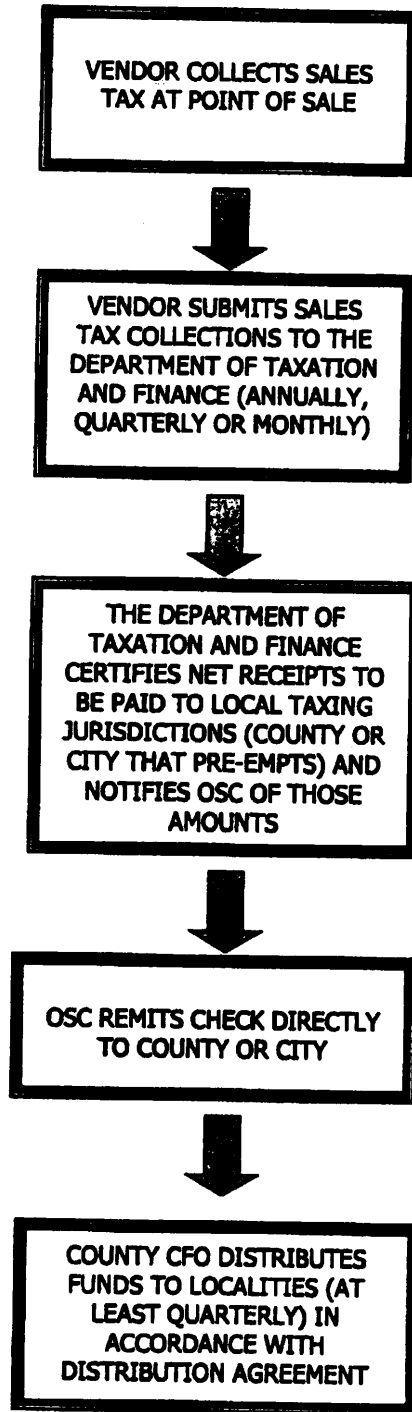 VENDOR COLLECTS SALES
TAX AT POINT OF SALE
VENDOR SUBMITS SALES
TAX COLLECTIONS TO THE
DEPARTMENT OF TAXATION
AND FINANCE (ANNUALLY,
QUARTERLY OR MONTHLY)
THE DEPARTMENT OF
TAXATION AND FINANCE
CERTIFIES NET RECEIPTS TO
BE PAID TO LOCAL TAXING
JURISDICTIONS (COUNTY OR
CITY THAT PRE-EMPTS) AND
NOTIFIES OSC OF THOSE
AMOUNTS
OSC REMITS CHECK DIRECTLY
TO COUNTY OR CITY
COUNTY CFO DISTRIBUTES
FUNDS TO LOCALITIES (AT
LEAST QUARTERLY) IN
ACCORDANCE WITH
DISTRIBUTION AGREEMENT